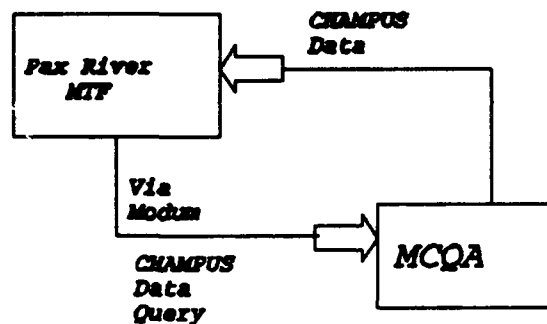 CHAMPUS
Data
Pax River
MTF
Via
Modum
MCQA
CHAMPUS
Data
Query